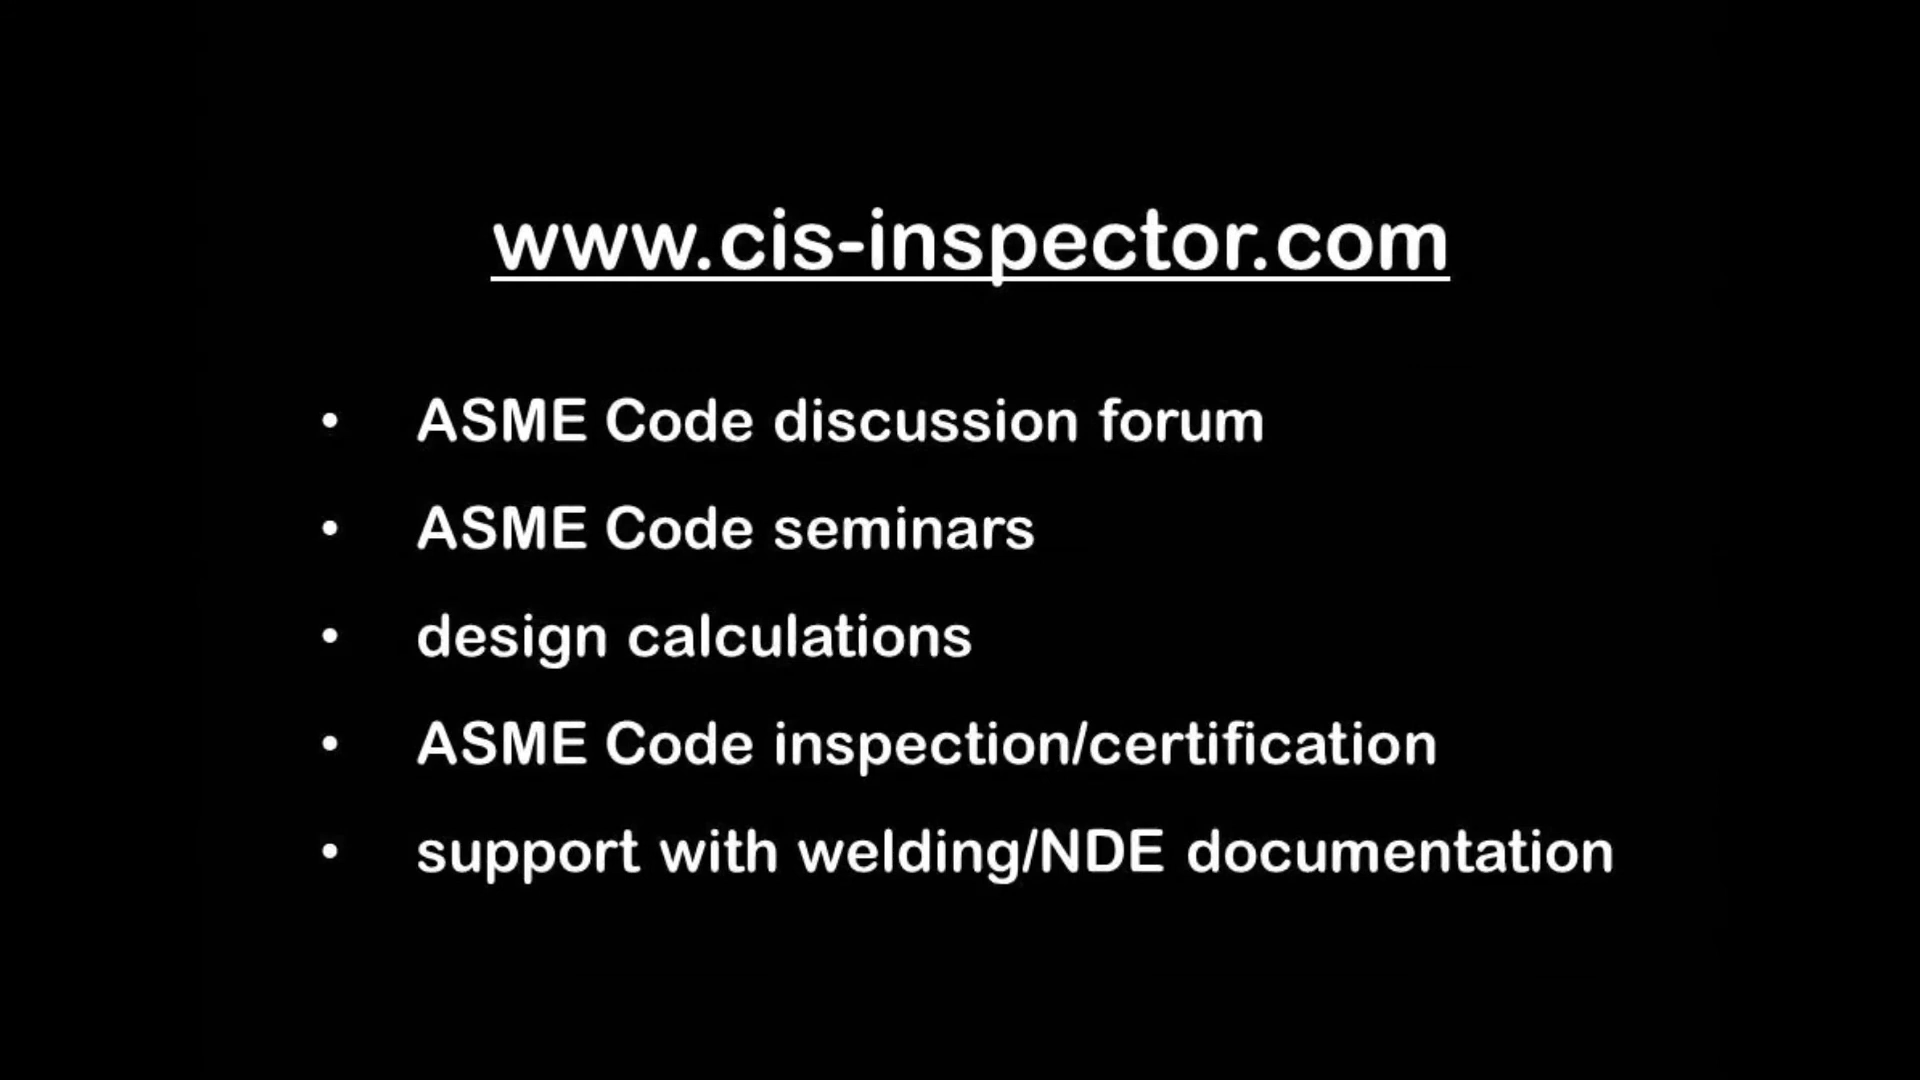 www.cis-inspector.com
• ASME Code discussion forum
• ASME Code seminars
• design calculations
• ASME Code inspection/certification
• support with welding/NDE documentation